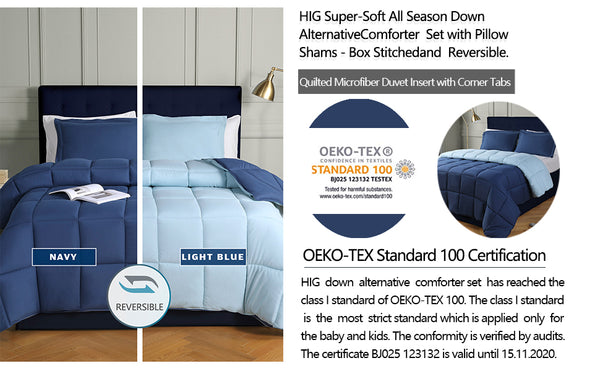 HIG Super-Soft All Season Down
AlternativeComforter Set with Pillow
Shams - Box Stitchedand Reversible.
Quilted Microfiber Duvet Insert with Corner Tabs
OEKO-TEX®
CONFIDENCE IN TEXTILES
STANDARD 100
BJ025 123132 TESTEX
Tested for harmful substances.
www.oeko-tex.com/standard100
NAVY
LIGHT BLUE
REVERSIBLE
OEKO-TEX Standard 100 Certification
HIG down alternative comforter set has reached the
class I standard of OEKO-TEX 100. The class I standard
is the most strict standard which is applied only for
the baby and kids. The conformity is verified by audits.
The certificate BJ025 123132 is valid until 15.11.2020.